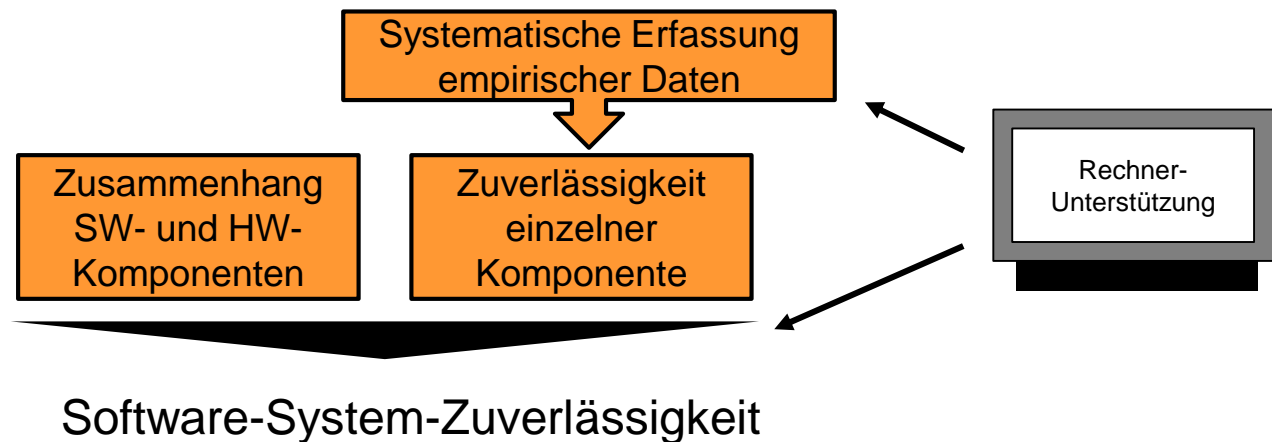 Systematische Erfassung
empirischer Daten
Zusammenhang
SW- und HW-
Komponenten
Zuverlässigkeit
einzelner
Komponente
Rechner-
Unterstützung
Software-System-Zuverlässigkeit